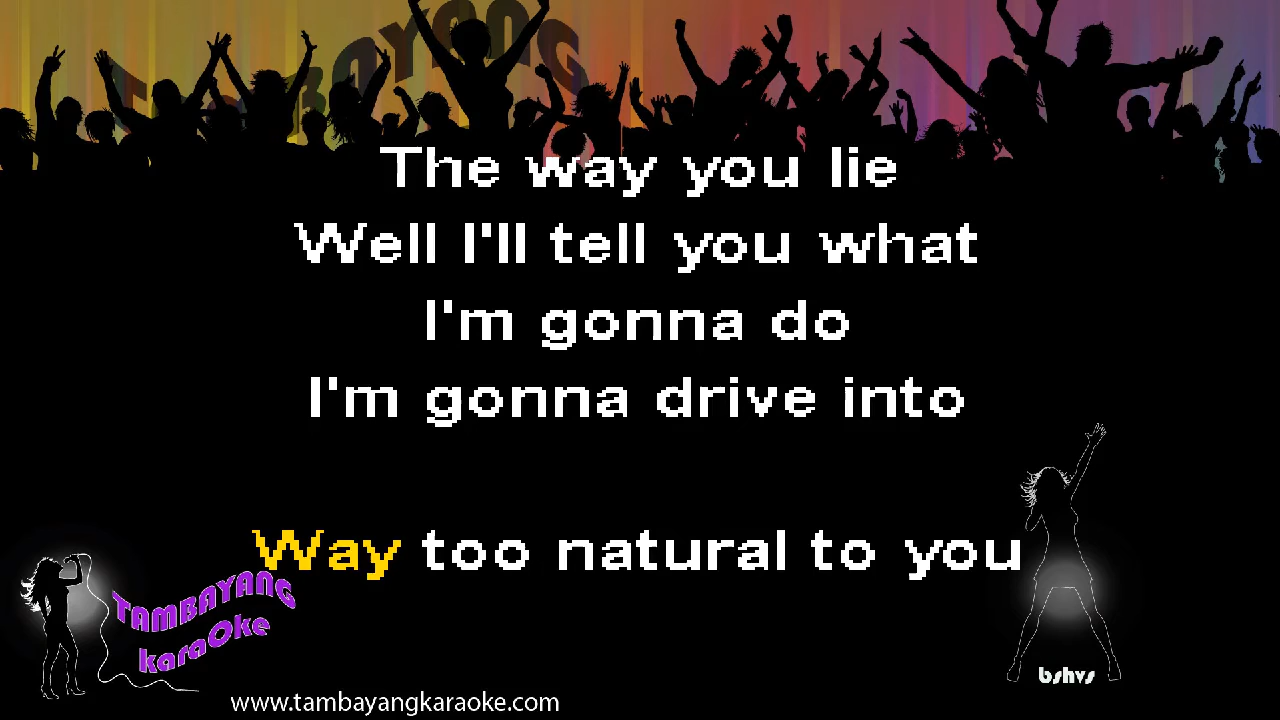 TAMBAYANG
The way you lie
Well I'll tell you what
I'm gonna do
I'm gonna drive into
Way too natural to you
TAMBAYANG
karaOke
bshvs
www.tambayangkaraoke.com